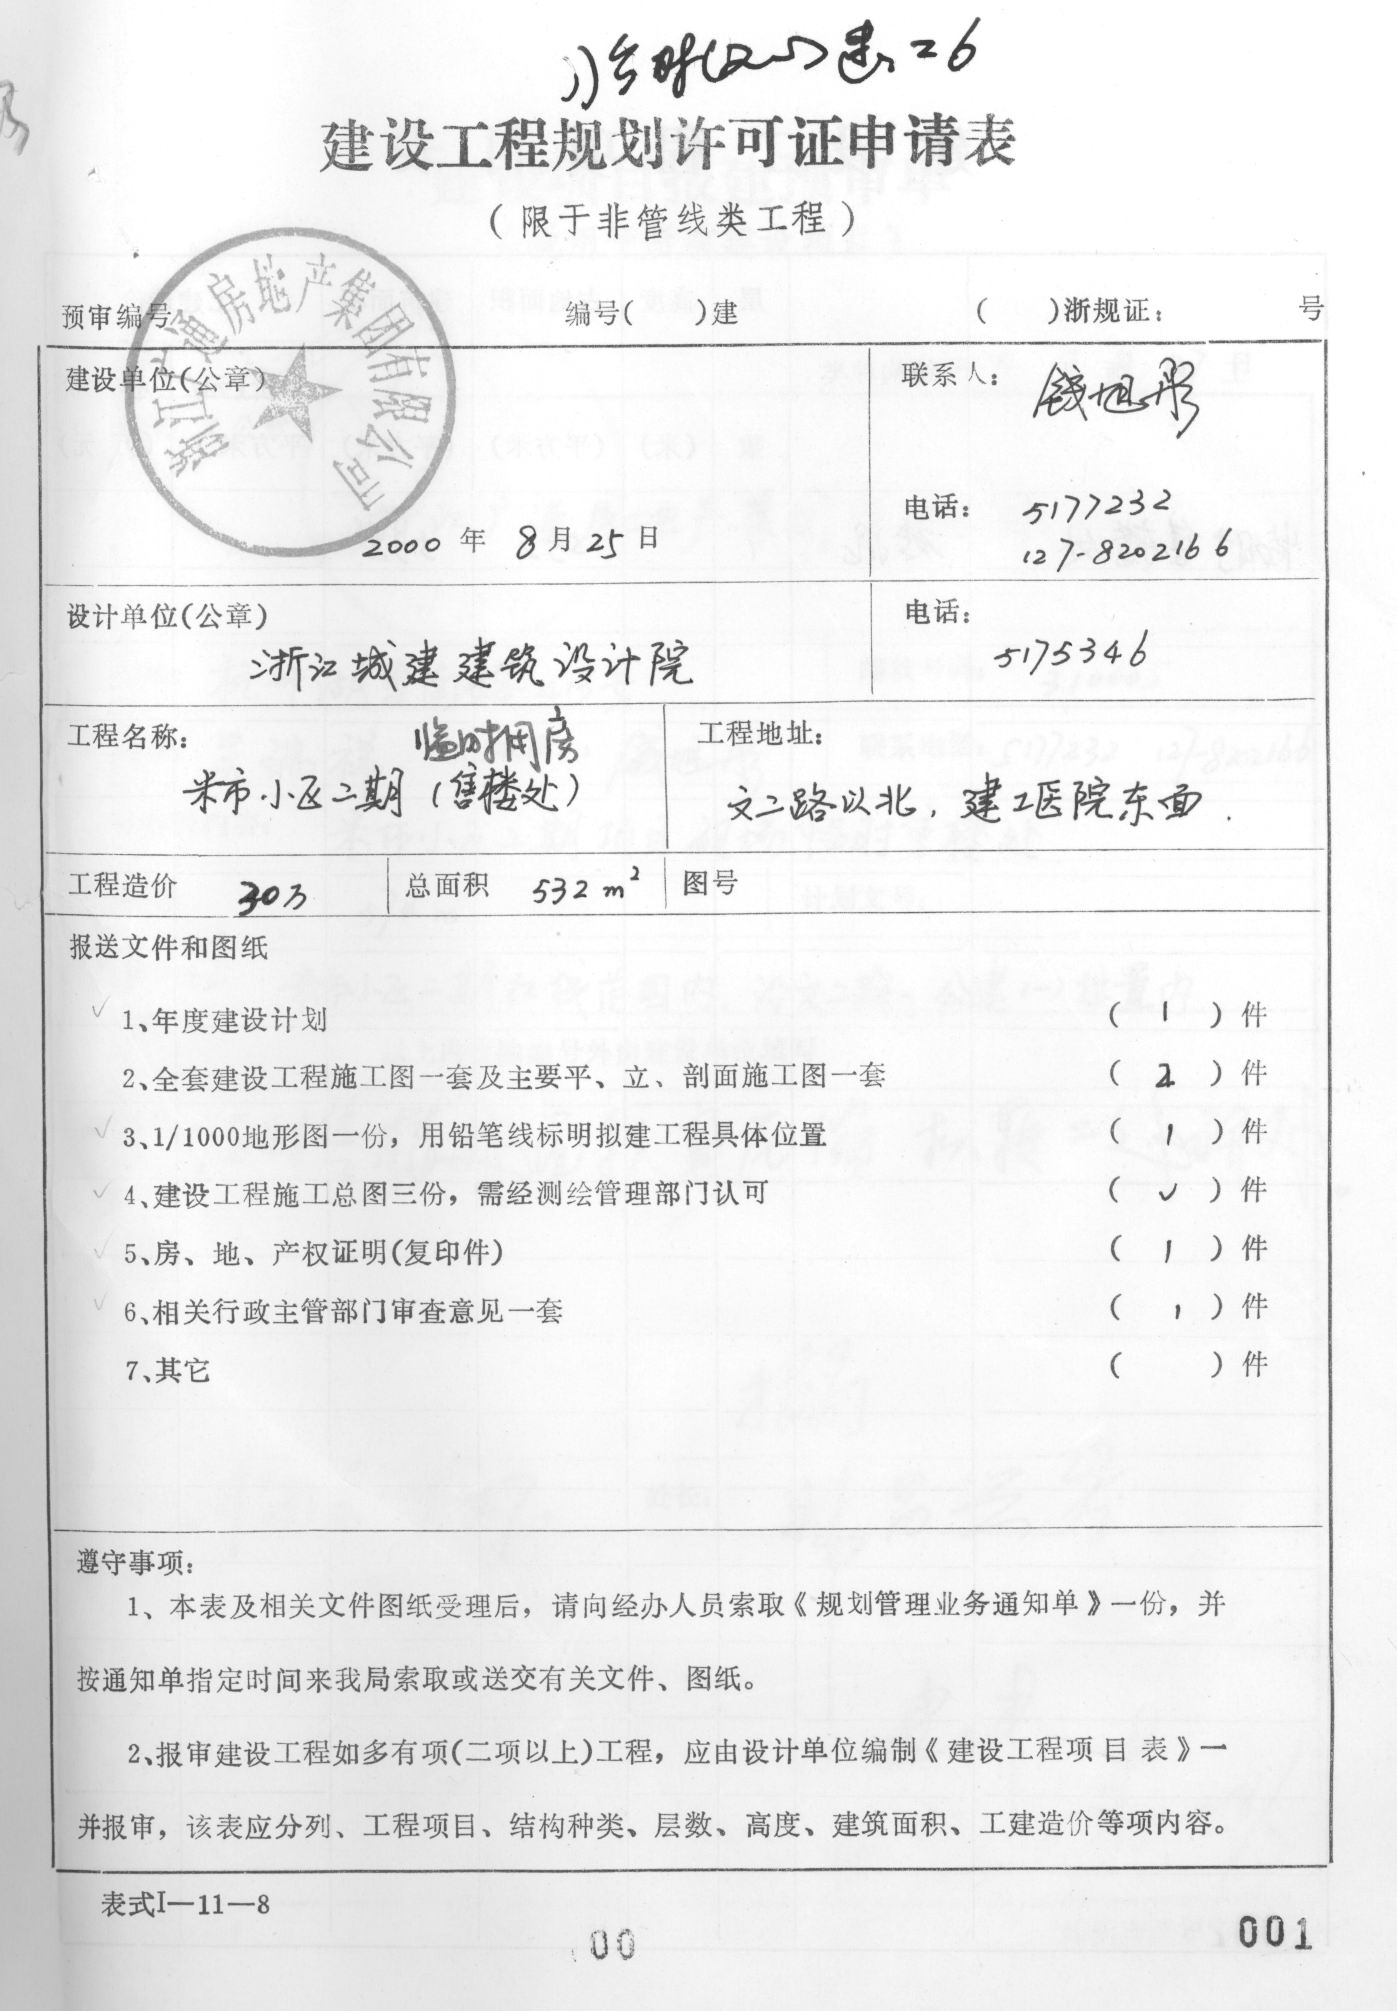 临时(2000)建二6
建设工程规划许可证申请表
(限于非管线类工程)
预审编号 编号( )建 ( )浙规证: 号
浙江广通房地产集团有限公司
建设单位(公章) 联系人: 钱旭彤
电话: 5177232
2000年8月25日 127-8202166
设计单位(公章) 电话:
浙江城建建筑设计院 5175346
工程名称: 临时用房 工程地址:
米市小区二期(售楼处) 文二路以北,建工医院东面.
工程造价 30万 总面积 532m² 图号
报送文件和图纸
✓ 1、年度建设计划 ( 1 )件
2、全套建设工程施工图一套及主要平、立、剖面施工图一套 ( 2 )件
✓ 3、1/1000地形图一份,用铅笔线标明拟建工程具体位置 ( 1 )件
✓ 4、建设工程施工总图三份,需经测绘管理部门认可 ( ✓ )件
✓ 5、房、地、产权证明(复印件) ( 1 )件
✓ 6、相关行政主管部门审查意见一套 ( 1 )件
7、其它 ( )件
遵守事项:
1、本表及相关文件图纸受理后,请向经办人员索取《规划管理业务通知单》一份,并
按通知单指定时间来我局索取或送交有关文件、图纸。
2、报审建设工程如多有项(二项以上)工程,应由设计单位编制《建设工程项目表》一
并报审,该表应分列、工程项目、结构种类、层数、高度、建筑面积、工建造价等项内容。
表式I—11—8
00
001